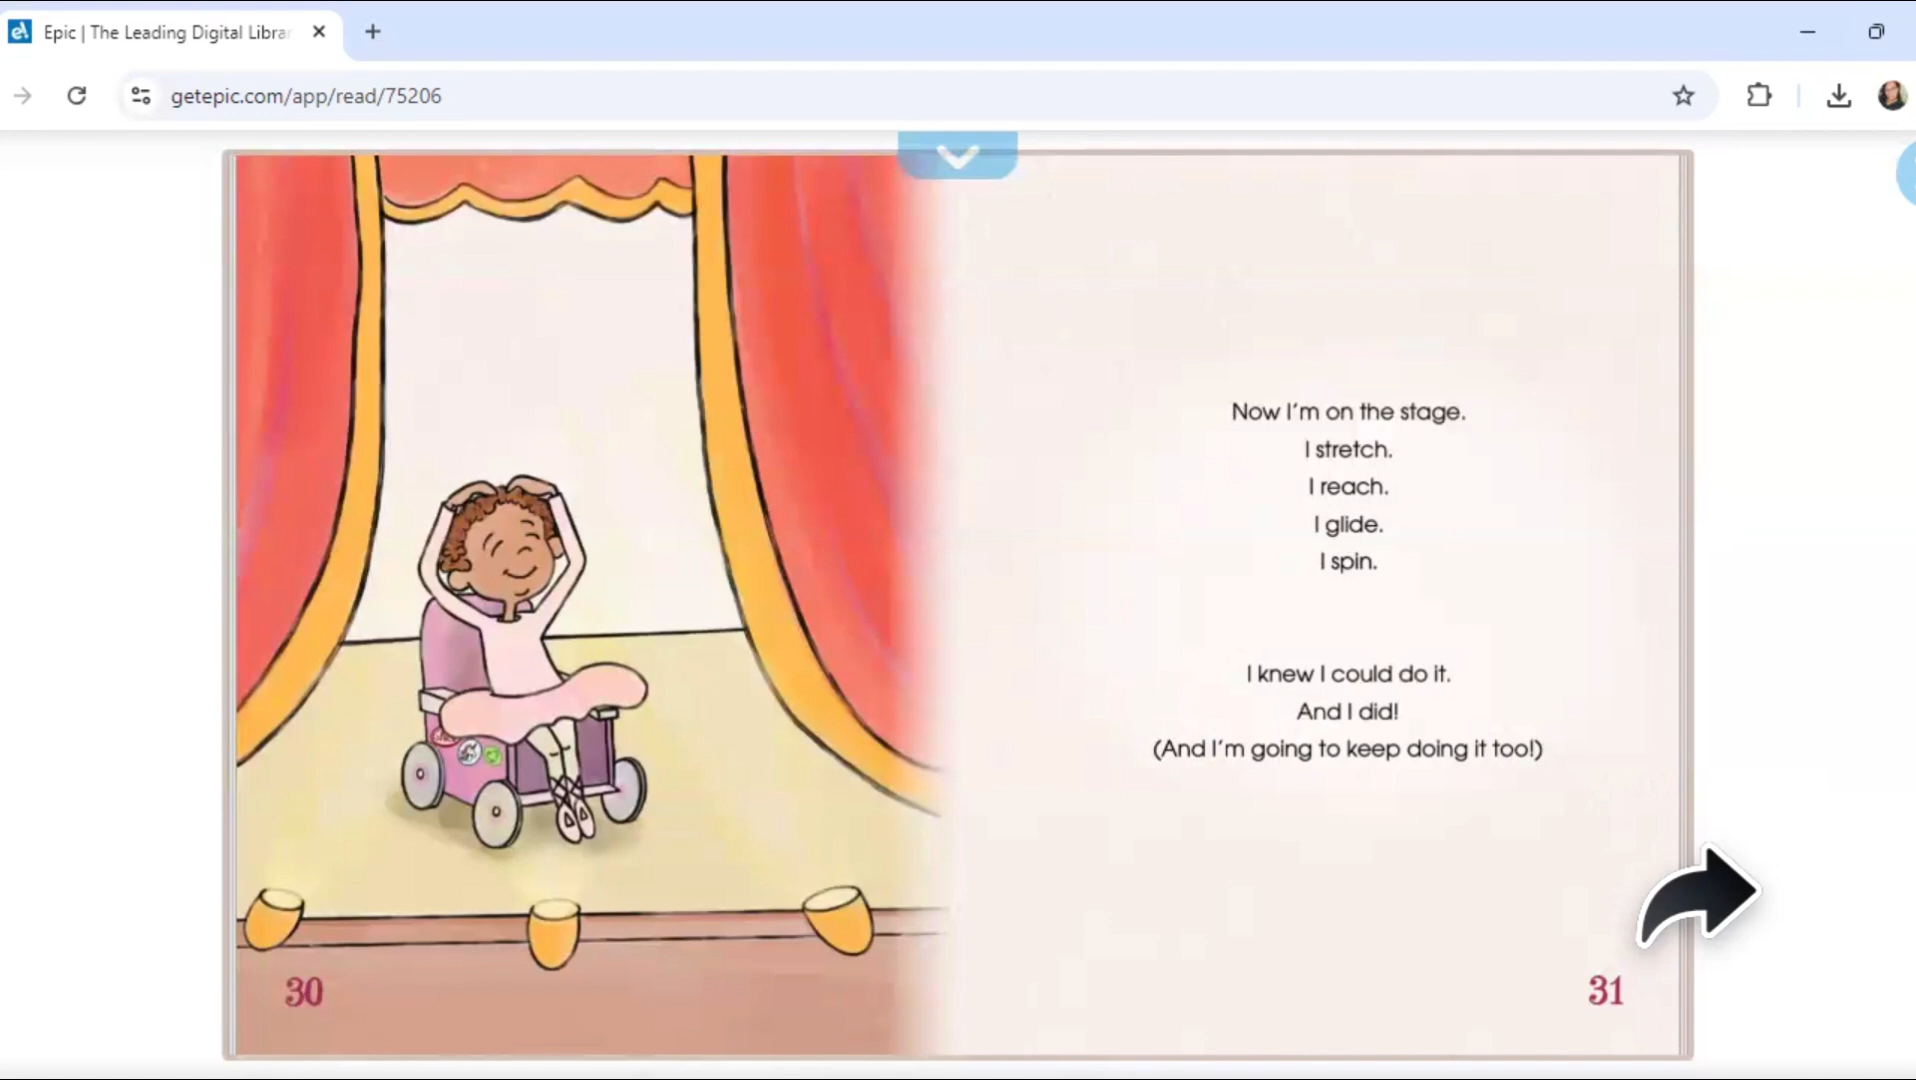 Epic | The Leading Digital Librar
getepic.com/app/read/75206
Now I'm on the stage.
I stretch.
I reach.
I glide.
I spin.
I knew I could do it.
And I did!
(And I'm going to keep doing it too!)
30
31